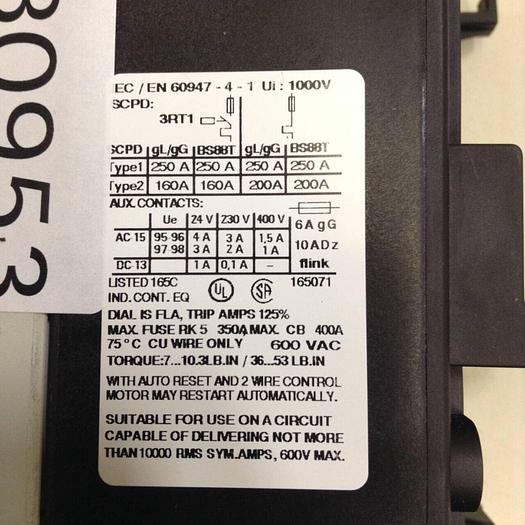 80953
EC / EN 60947 - 4 - 1 Ui : 1000V
SCPD:
3RT1
SCPD gL/gG BS88T gL/gG BS88T
Type1 250 A 250 A 250 A 250 A
Type2 160A 160A 200A 200A
AUX. CONTACTS:
Ue 24 V 230 V 400 V
6A gG
AC-15 95-96 4 A 3 A 1,5 A
97-98 3 A 2 A 1 A
10 A Dz
DC-13 1 A 0,1 A –
flink
LISTED 165C
IND. CONT. EQ
UL
SA
165071
DIAL IS FLA, TRIP AMPS 125%
MAX. FUSE RK 5 350A, MAX. CB 400A
75°C CU WIRE ONLY 600 VAC
TORQUE:7...10.3LB.IN / 36...53 LB.IN
WITH AUTO RESET AND 2 WIRE CONTROL
MOTOR MAY RESTART AUTOMATICALLY.
SUITABLE FOR USE ON A CIRCUIT
CAPABLE OF DELIVERING NOT MORE
THAN 10000 RMS SYM.AMPS, 600V MAX.